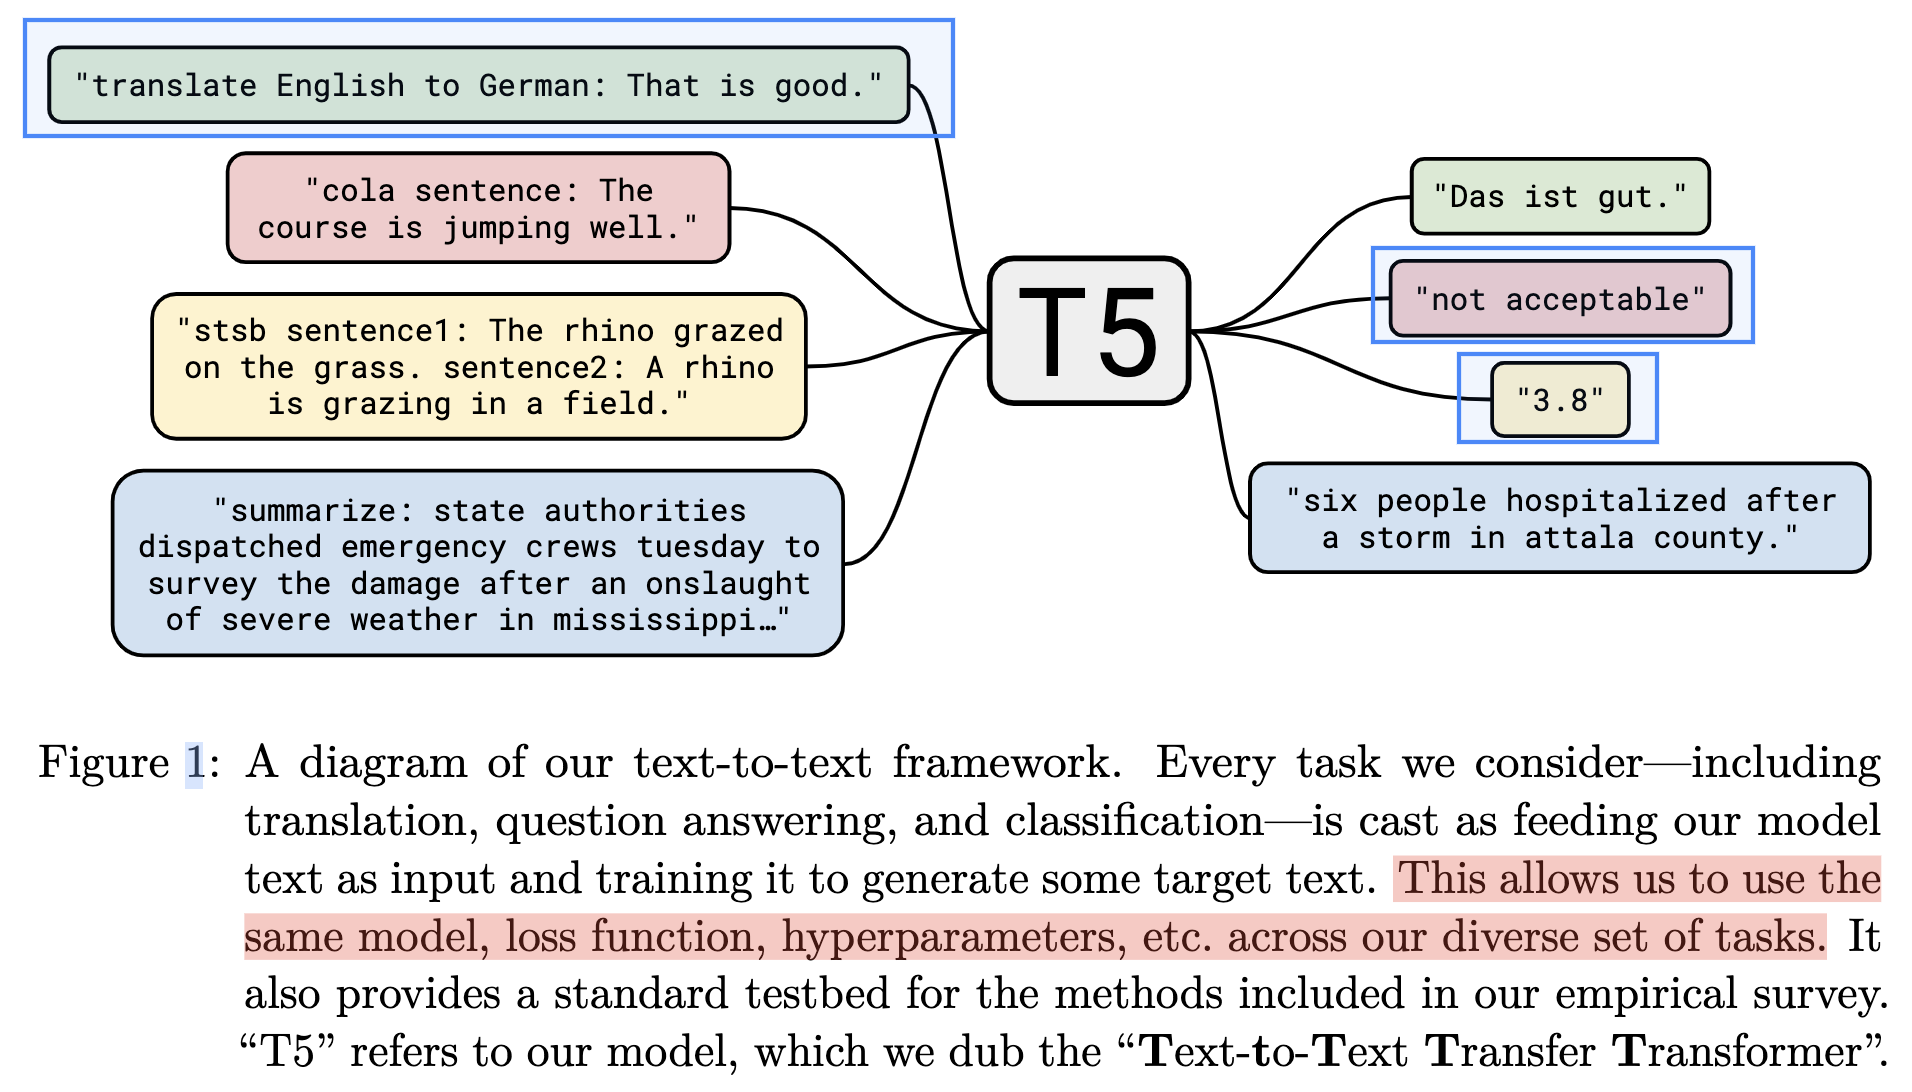 "translate English to German: That is good."
"cola sentence: The
course is jumping well."
"stsb sentence1: The rhino grazed
on the grass. sentence2: A rhino
is grazing in a field."
"summarize: state authorities
dispatched emergency crews tuesday to
survey the damage after an onslaught
of severe weather in mississippi…"
T5
"Das ist gut."
"not acceptable"
"3.8"
"six people hospitalized after
a storm in attala county."
Figure 1: A diagram of our text-to-text framework. Every task we consider—including
translation, question answering, and classification—is cast as feeding our model
text as input and training it to generate some target text. This allows us to use the
same model, loss function, hyperparameters, etc. across our diverse set of tasks. It
also provides a standard testbed for the methods included in our empirical survey.
“T5” refers to our model, which we dub the “Text-to-Text Transfer Transformer”.